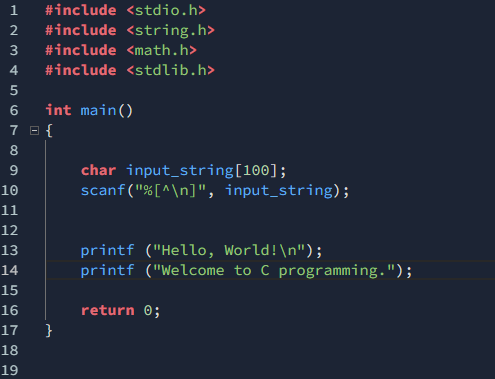 1 #include <stdio.h>
2 #include <string.h>
3 #include <math.h>
4 #include <stdlib.h>
5
6 int main()
7 {
8
9 char input_string[100];
10 scanf("%[^\n]", input_string);
11
12
13 printf ("Hello, World!\n");
14 printf ("Welcome to C programming.");
15
16 return 0;
17 }
18
19